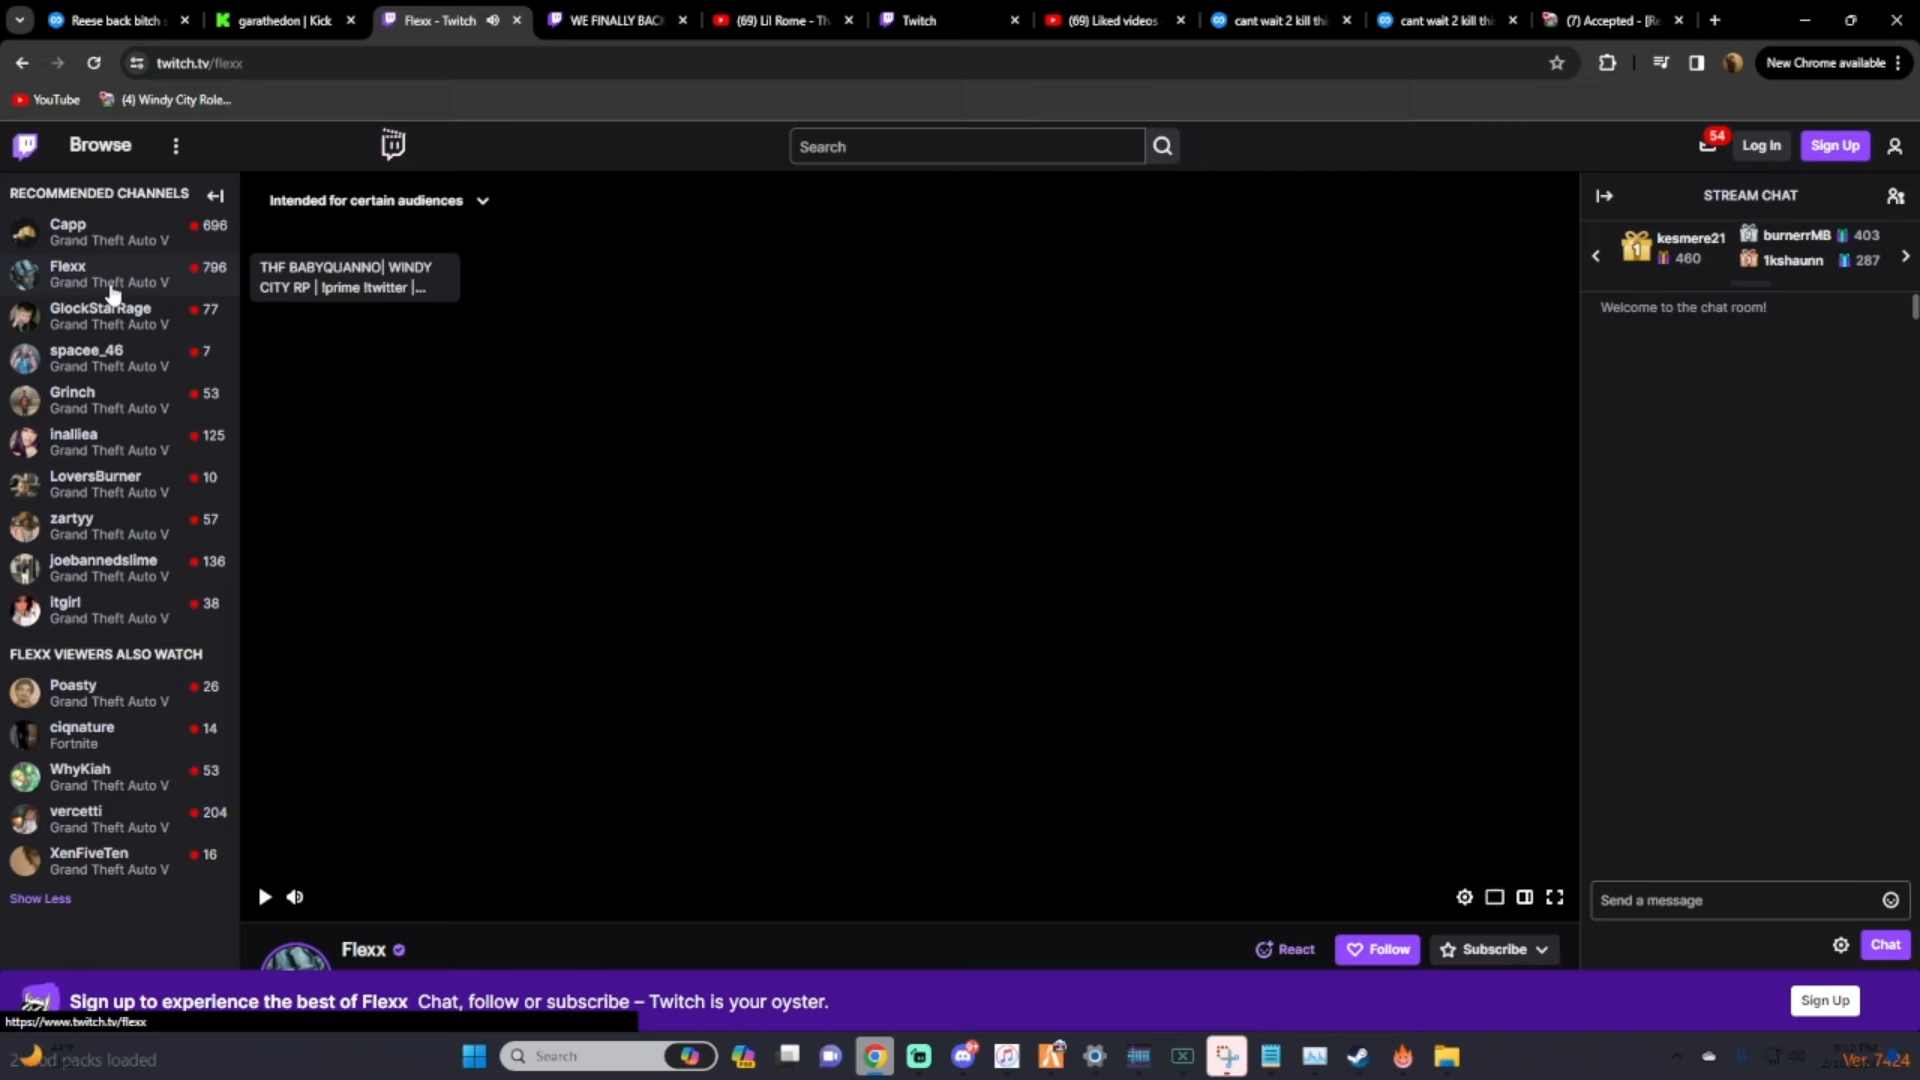 Reese back bitch s
garathedon | Kick
Flexx - Twitch
WE FINALLY BACK
(69) Lil Rome - Th
Twitch
(69) Liked videos
cant wait 2 kill thi
cant wait 2 kill thi
(7) Accepted - [Re
twitch.tv/flexx
New Chrome available
YouTube
(4) Windy City Role...
Browse
Search
54
Log In
Sign Up
RECOMMENDED CHANNELS
Capp 696
Grand Theft Auto V
Flexx 796
Grand Theft Auto V
GlockStarRage 77
Grand Theft Auto V
spacee_46 7
Grand Theft Auto V
Grinch 53
Grand Theft Auto V
inalliea 125
Grand Theft Auto V
LoversBurner 10
Grand Theft Auto V
zartyy 57
Grand Theft Auto V
joebannedslime 136
Grand Theft Auto V
itgirl 38
Grand Theft Auto V
FLEXX VIEWERS ALSO WATCH
Poasty 26
Grand Theft Auto V
ciqnature 14
Fortnite
WhyKiah 53
Grand Theft Auto V
vercetti 204
Grand Theft Auto V
XenFiveTen 16
Grand Theft Auto V
Show Less
Intended for certain audiences
THF BABYQUANNO| WINDY
CITY RP | !prime !twitter |...
STREAM CHAT
1 kesmere21
460
burnerrMB 403
1kshaunn 287
Welcome to the chat room!
Send a message
Chat
Flexx
React
Follow
Subscribe
Sign up to experience the best of Flexx Chat, follow or subscribe – Twitch is your oyster.
Sign Up
https://www.twitch.tv/flexx
packs loaded
Search
Ver. 7424